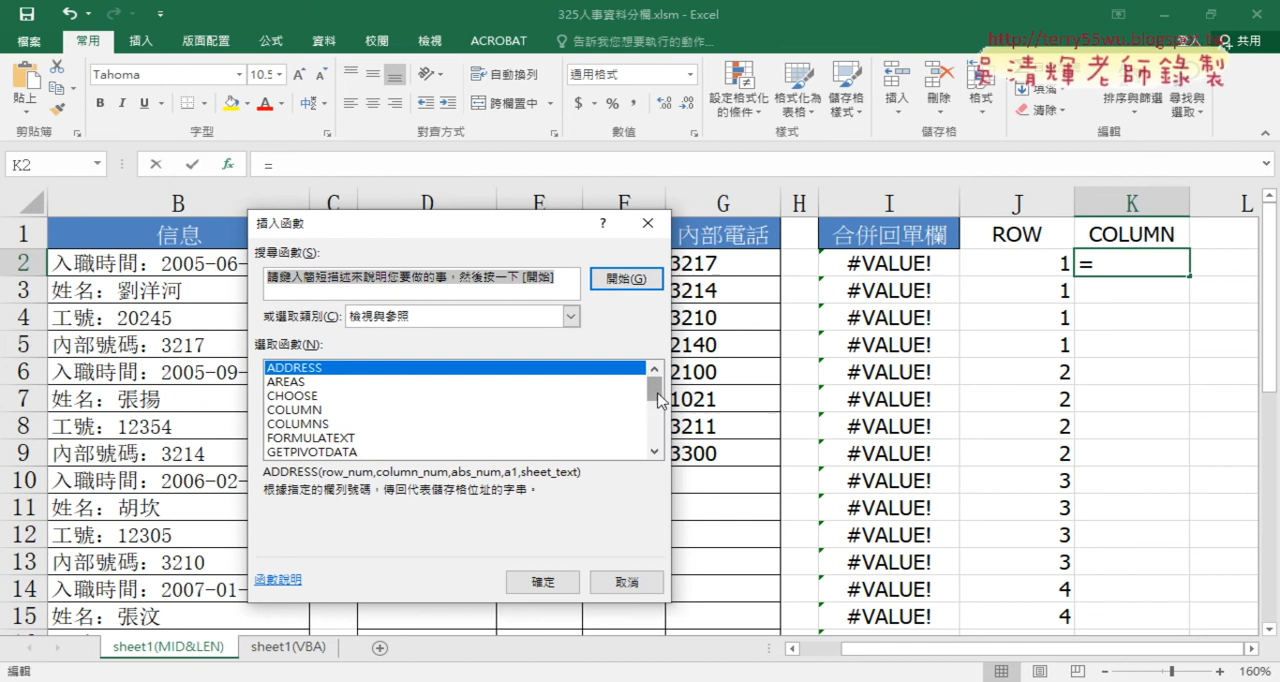 325人事資料分欄.xlsm - Excel
http://terry55wu.blogspot.tw
吳清輝老師錄製
檔案 常用 插入 版面配置 公式 資料 校閱 檢視 ACROBAT 告訴我您想要執行的動作... 登入 共用
貼上 Tahoma 10.5 自動換列 通用格式 設定格式化的條件 格式化為表格 儲存格樣式 插入 刪除 格式 填滿 清除 排序與篩選 尋找與選取
B I U 跨欄置中 $ % ,
剪貼簿 字型 對齊方式 數值 樣式 儲存格 編輯
K2 fx =
B C D E F G H I J K L
1 信息 內部電話 合併回單欄 ROW COLUMN
2 入職時間：2005-06- 3217 #VALUE! 1 =
3 姓名：劉洋河 3214 #VALUE! 1
4 工號：20245 3210 #VALUE! 1
5 內部號碼：3217 2140 #VALUE! 1
6 入職時間：2005-09- 2100 #VALUE! 2
7 姓名：張揚 1021 #VALUE! 2
8 工號：12354 3211 #VALUE! 2
9 內部號碼：3214 3300 #VALUE! 2
10 入職時間：2006-02- #VALUE! 3
11 姓名：胡坎 #VALUE! 3
12 工號：12305 #VALUE! 3
13 內部號碼：3210 #VALUE! 3
14 入職時間：2007-01- #VALUE! 4
15 姓名：張汶 #VALUE! 4
插入函數 ?
搜尋函數(S):
請鍵入簡短描述來說明您要做的事，然後按一下 [開始] 開始(G)
或選取類別(C): 檢視與參照
選取函數(N):
ADDRESS
AREAS
CHOOSE
COLUMN
COLUMNS
FORMULATEXT
GETPIVOTDATA
ADDRESS(row_num,column_num,abs_num,a1,sheet_text)
根據指定的欄列號碼，傳回代表儲存格位址的字串。
函數說明 確定 取消
sheet1(MID&LEN) sheet1(VBA)
編輯 160%